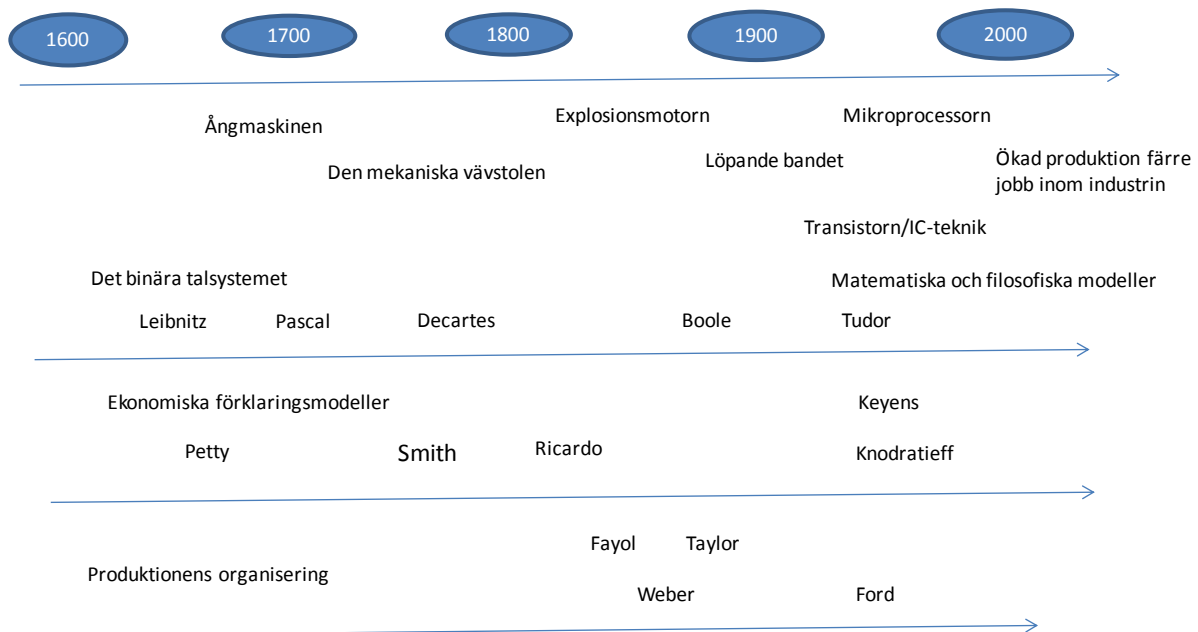 1600 1700 1800 1900 2000
Ångmaskinen Explosionsmotorn Mikroprocessorn
Den mekaniska vävstolen Löpande bandet Ökad produktion färre
jobb inom industrin
Transistorn/IC-teknik
Det binära talsystemet Matematiska och filosofiska modeller
Leibnitz Pascal Decartes Boole Tudor
Ekonomiska förklaringsmodeller Keyens
Petty Smith Ricardo Knodratieff
Fayol Taylor
Produktionens organisering
Weber Ford